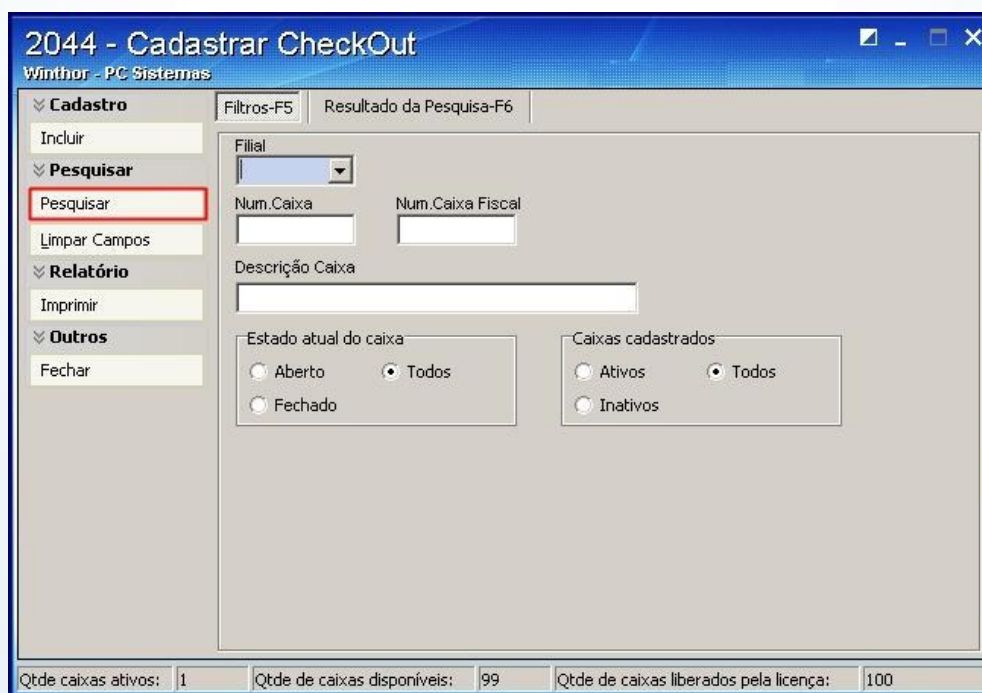 2044 - Cadastrar CheckOut
Winthor - PC Sistemas
Cadastro
Incluir
Pesquisar
Pesquisar
Limpar Campos
Relatório
Imprimir
Outros
Fechar
Filtros-F5 Resultado da Pesquisa-F6
Filial
Num.Caixa Num.Caixa Fiscal
Descrição Caixa
Estado atual do caixa
Aberto Todos
Fechado
Caixas cadastrados
Ativos Todos
Inativos
Qtde caixas ativos: 1 Qtde de caixas disponíveis: 99 Qtde de caixas liberados pela licença: 100